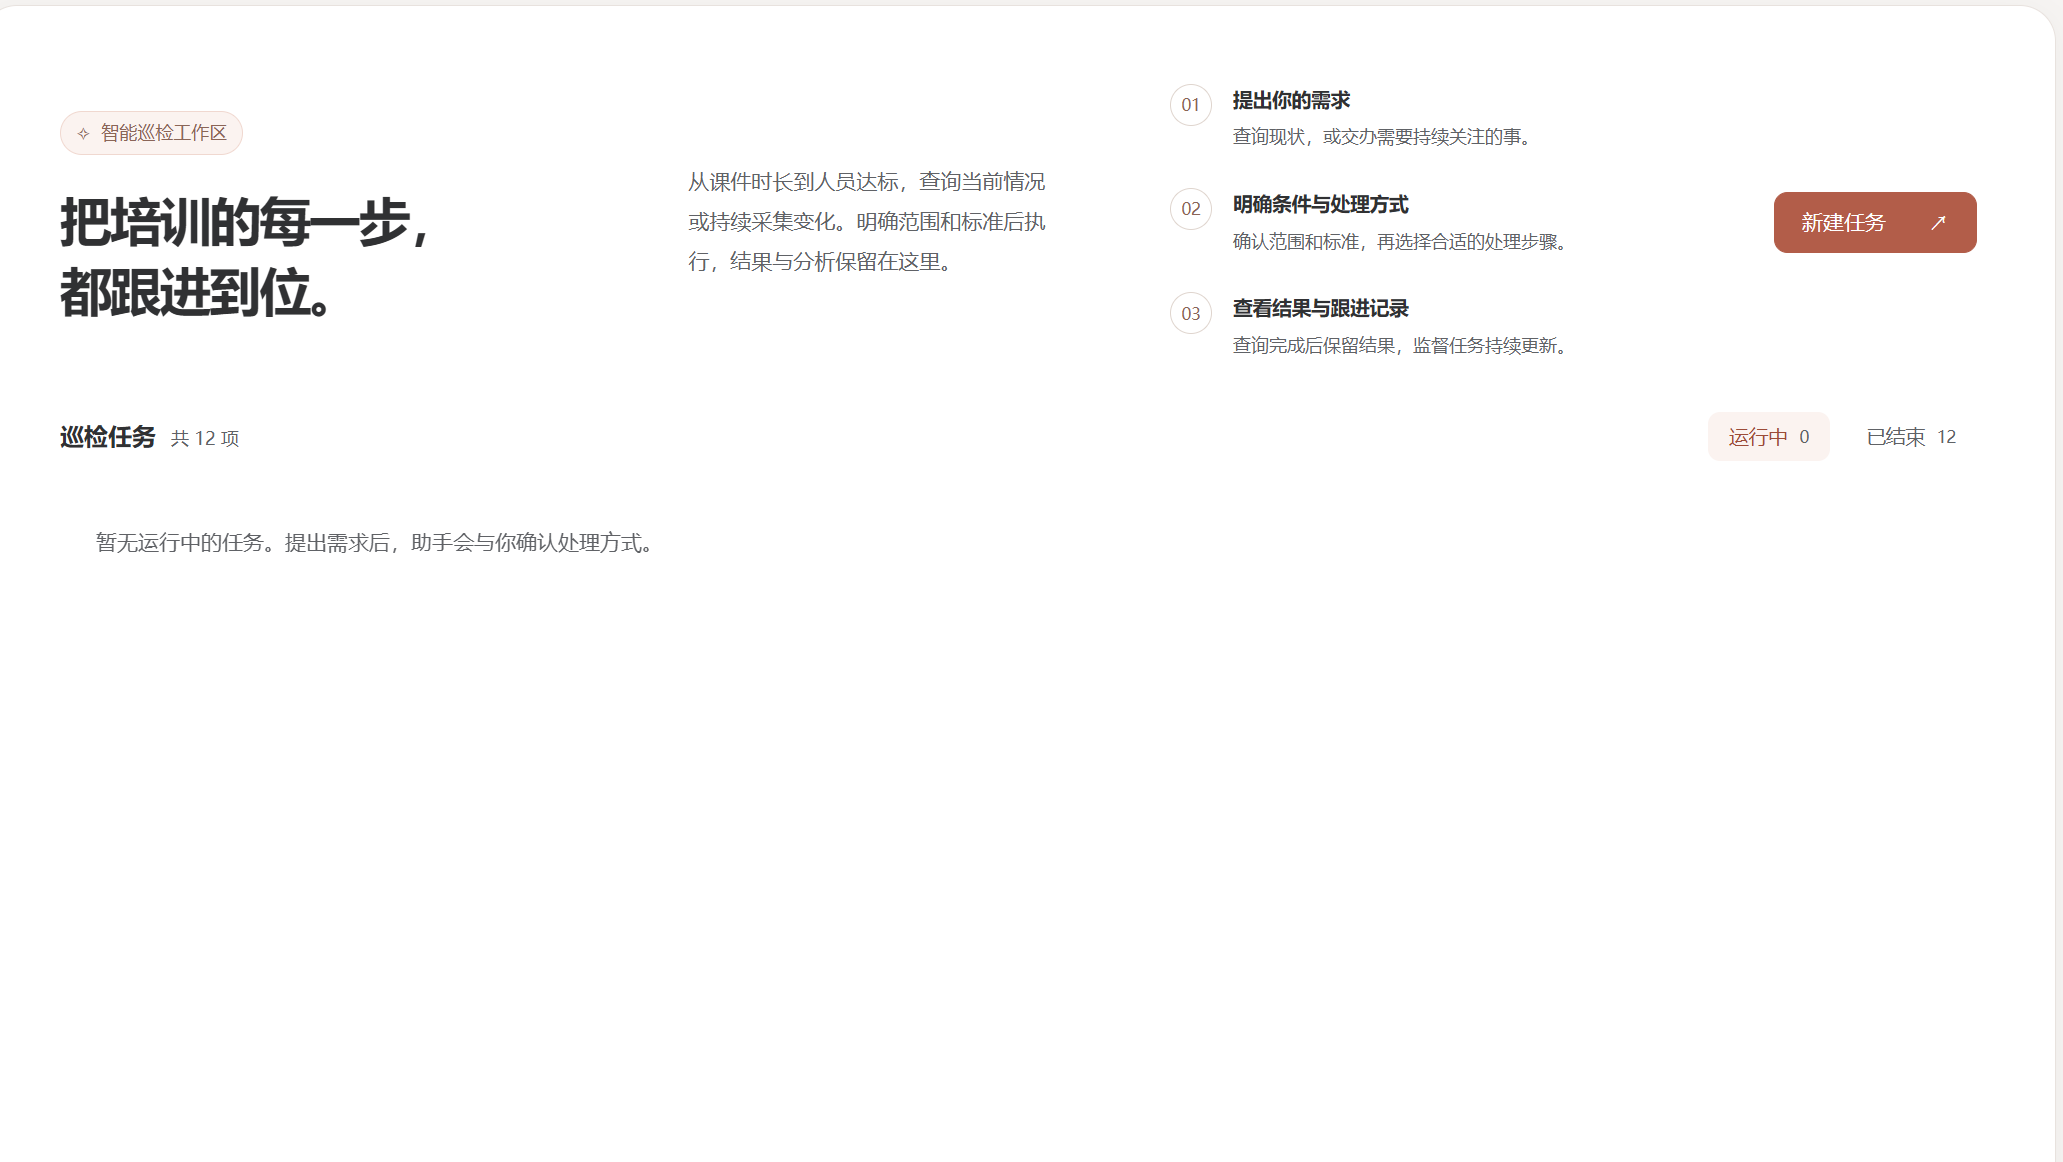 智能巡检工作区
把培训的每一步，
都跟进到位。
从课件时长到人员达标，查询当前情况
或持续采集变化。明确范围和标准后执
行，结果与分析保留在这里。
01 提出你的需求
查询现状，或交办需要持续关注的事。
02 明确条件与处理方式
确认范围和标准，再选择合适的处理步骤。
03 查看结果与跟进记录
查询完成后保留结果，监督任务持续更新。
新建任务 ↗
巡检任务 共 12 项
运行中 0 已结束 12
暂无运行中的任务。提出需求后，助手会与你确认处理方式。